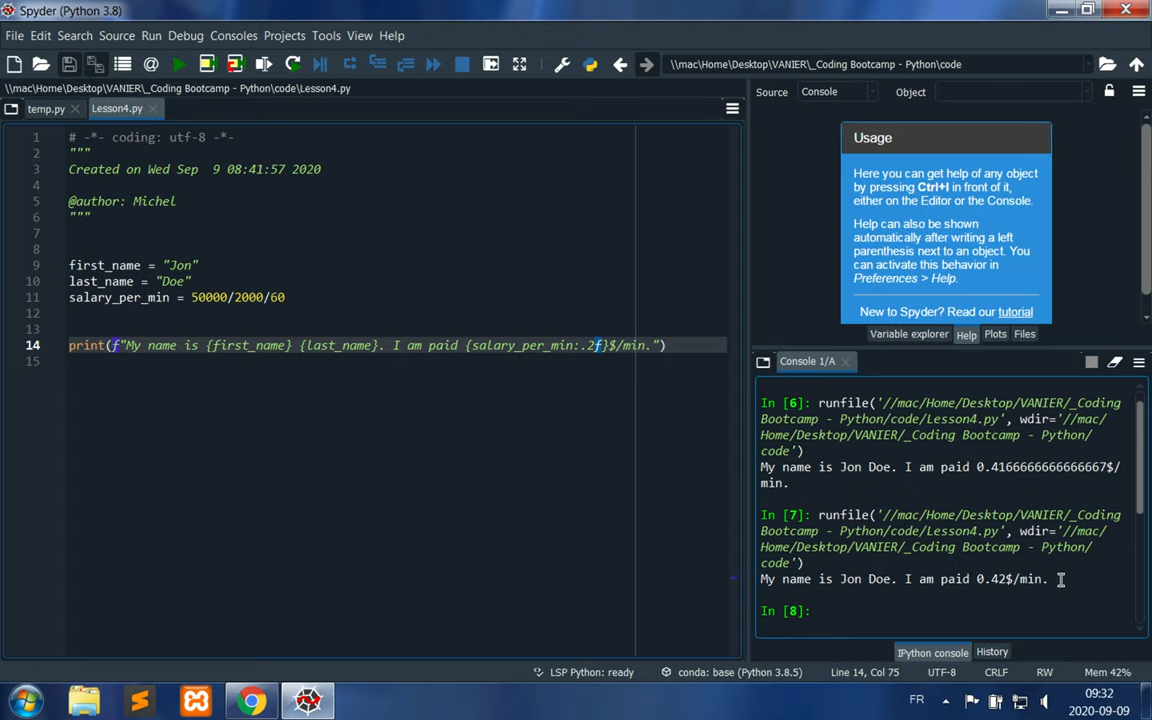 Spyder (Python 3.8)
File Edit Search Source Run Debug Consoles Projects Tools View Help
\\mac\Home\Desktop\VANIER\_Coding Bootcamp - Python\code
\\mac\Home\Desktop\VANIER\_Coding Bootcamp - Python\code\Lesson4.py
Source Console Object
temp.py Lesson4.py
1 # -*- coding: utf-8 -*-
2 """
3 Created on Wed Sep  9 08:41:57 2020
4
5 @author: Michel
6 """
7
8
9 first_name = "Jon"
10 last_name = "Doe"
11 salary_per_min = 50000/2000/60
12
13
14 print(f"My name is {first_name} {last_name}. I am paid {salary_per_min:.2f}$/min.")
15
Usage
Here you can get help of any object
by pressing Ctrl+I in front of it,
either on the Editor or the Console.
Help can also be shown
automatically after writing a left
parenthesis next to an object. You
can activate this behavior in
Preferences > Help.
New to Spyder? Read our tutorial
Variable explorer Help Plots Files
Console 1/A
In [6]: runfile('//mac/Home/Desktop/VANIER/_Coding
Bootcamp - Python/code/Lesson4.py', wdir='//mac/
Home/Desktop/VANIER/_Coding Bootcamp - Python/
code')
My name is Jon Doe. I am paid 0.4166666666666667$/
min.
In [7]: runfile('//mac/Home/Desktop/VANIER/_Coding
Bootcamp - Python/code/Lesson4.py', wdir='//mac/
Home/Desktop/VANIER/_Coding Bootcamp - Python/
code')
My name is Jon Doe. I am paid 0.42$/min.
In [8]:
IPython console History
LSP Python: ready conda: base (Python 3.8.5) Line 14, Col 75 UTF-8 CRLF RW Mem 42%
FR 09:32
2020-09-09